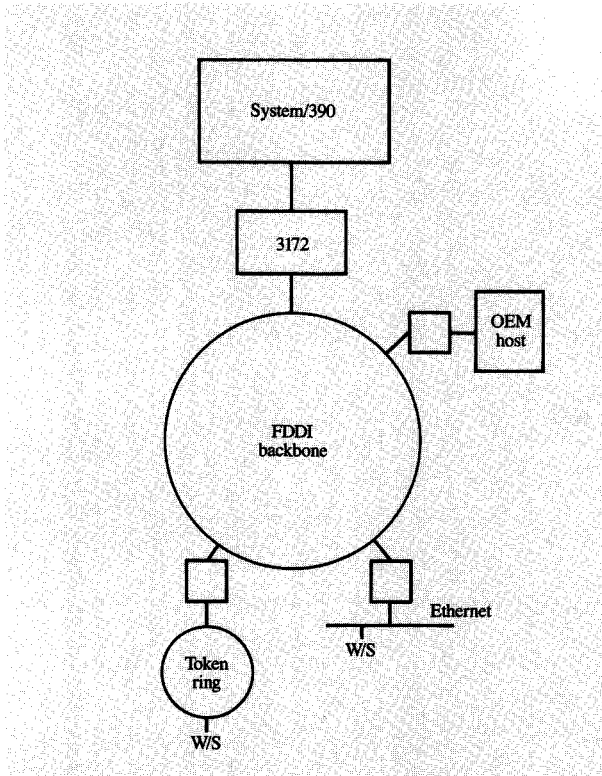 System/390
3172
OEM
host
FDDI
backbone
Ethernet
W/S
Token
ring
W/S